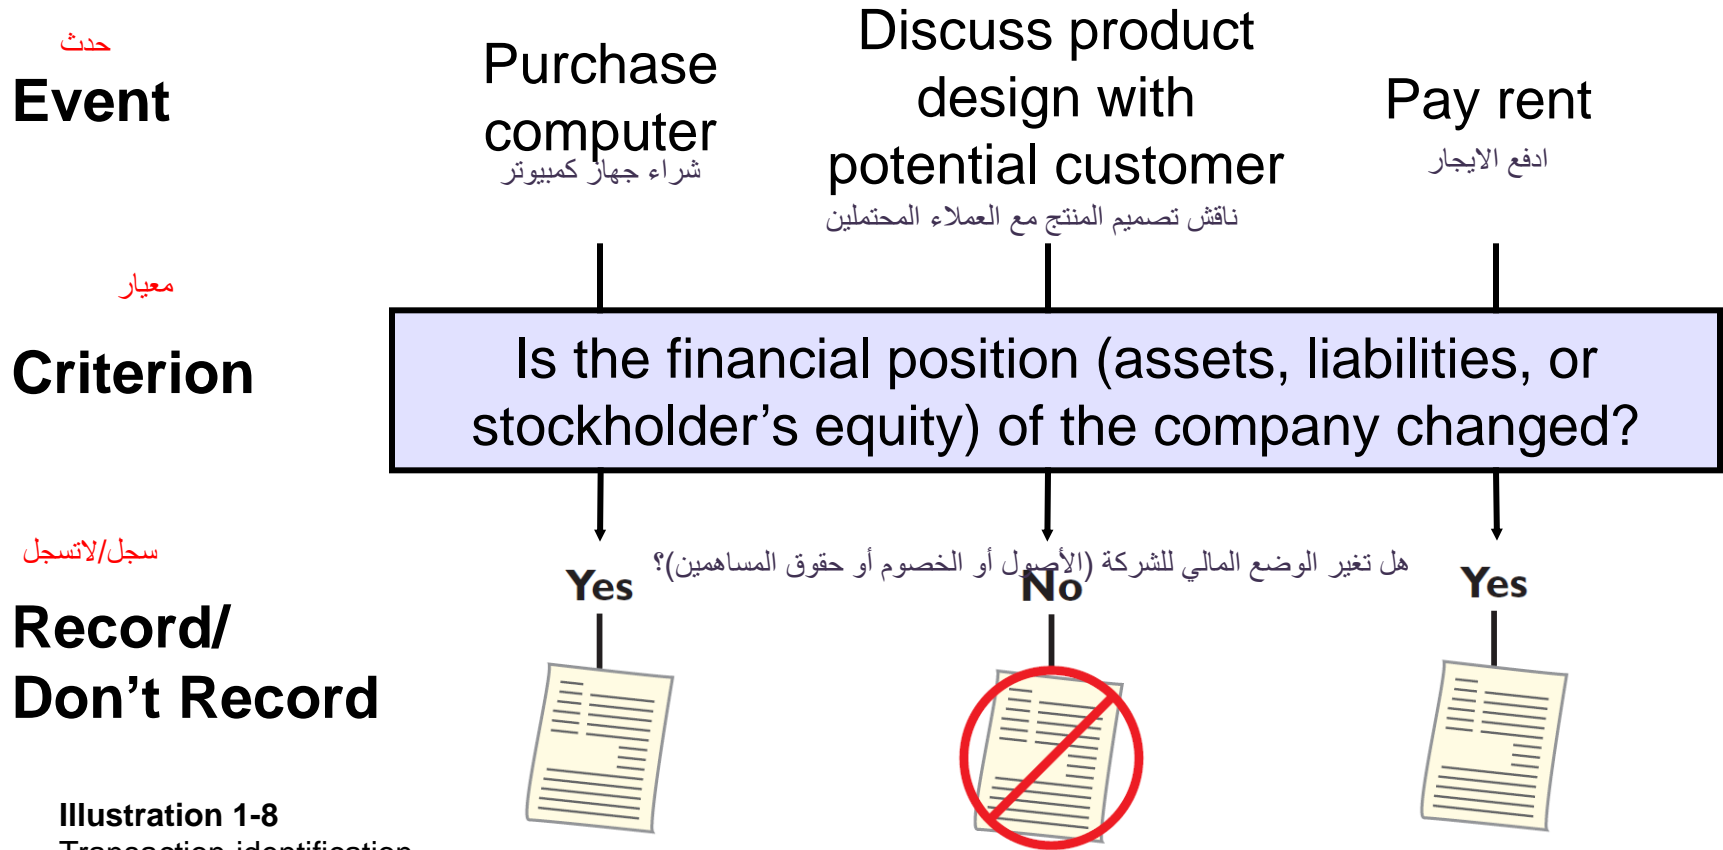 حدث
Event
Purchase
computer
شراء جهاز كمبيوتر
Discuss product
design with
potential customer
ناقش تصميم المنتج مع العملاء المحتملين
Pay rent
ادفع الايجار
معيار
Criterion
Is the financial position (assets, liabilities, or
stockholder’s equity) of the company changed?
سجل/لاتسجل
هل تغير الوضع المالي للشركة (الأصول أو الخصوم أو حقوق المساهمين)؟
Yes
No
Yes
Record/
Don’t Record
Illustration 1-8
Transaction identification